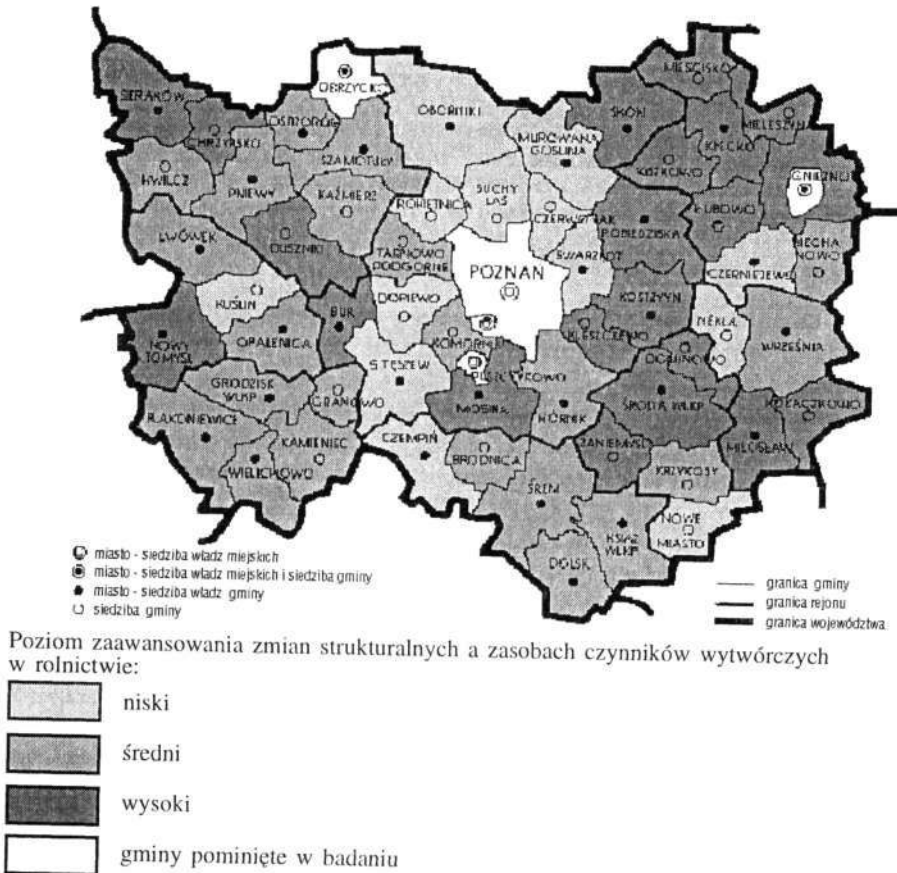 OBRZYCKO
MIEŚCISKO
SIERAKÓW
OBORNIKI
SKOKI
MIELESZYN
OSTRORÓG
CHRZYPSKO
MUROWANA
GOŚLINA
KŁECKO
SZAMOTUŁY
KISZKOWO
GNIEZNO
KWILCZ
PNIEWY
KAŹMIERZ
SUCHY
LAS
ROKIETNICA
CZERWONAK
ŁUBOWO
POBIEDZISKA
LWÓWEK
DUSZNIKI
TARNOWO
PODGÓRNE
SWARZĘDZ
NIECHA
NOWO
POZNAŃ
CZERNIEJEWO
KUŚLIN
DOPIEWO
KOSTRZYN
BUK
NEKLA
NOWY
TOMYŚL
OPALENICA
KOMORNIKI
KLESZCZEWO
WRZEŚNIA
STĘSZEW
DOMINOWO
GRODZISK
WLKP
GRANOWO
MOSINA
KÓRNIK
ŚRODA WLKP
KOŁACZKOWO
RAKONIEWICE
KAMIENIEC
CZEMPIŃ
ZANIEMYŚL
MIŁOSŁAW
WIELICHOWO
BRODNICA
KRZYKOSY
ŚREM
NOWE
MIASTO
KSIĄŻ
WLKP
DOLSK
miasto - siedziba władz miejskich
miasto - siedziba władz miejskich i siedziba gminy
miasto - siedziba władz gminy
siedziba gminy
granica gminy
granica rejonu
granica województwa
Poziom zaawansowania zmian strukturalnych a zasobach czynników wytwórczych
w rolnictwie:
niski
średni
wysoki
gminy pominięte w badaniu